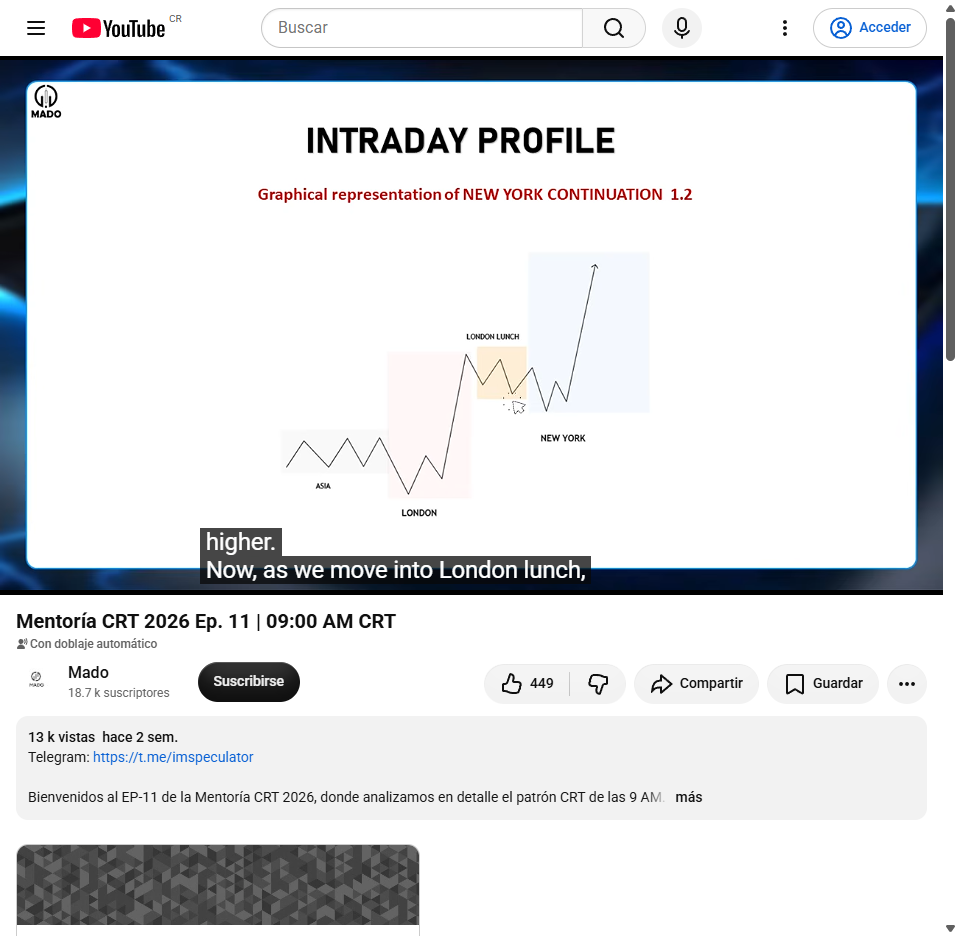 YouTube
CR
Buscar
Acceder
MADO
INTRADAY PROFILE
Graphical representation of NEW YORK CONTINUATION 1.2
LONDON LUNCH
NEW YORK
ASIA
LONDON
higher.
Now, as we move into London lunch,
Mentoría CRT 2026 Ep. 11 | 09:00 AM CRT
Con doblaje automático
MADO
Mado
18.7 k suscriptores
Suscribirse
449
Compartir
Guardar
13 k vistas hace 2 sem.
Telegram: https://t.me/imspeculator
Bienvenidos al EP-11 de la Mentoría CRT 2026, donde analizamos en detalle el patrón CRT de las 9 AM. más